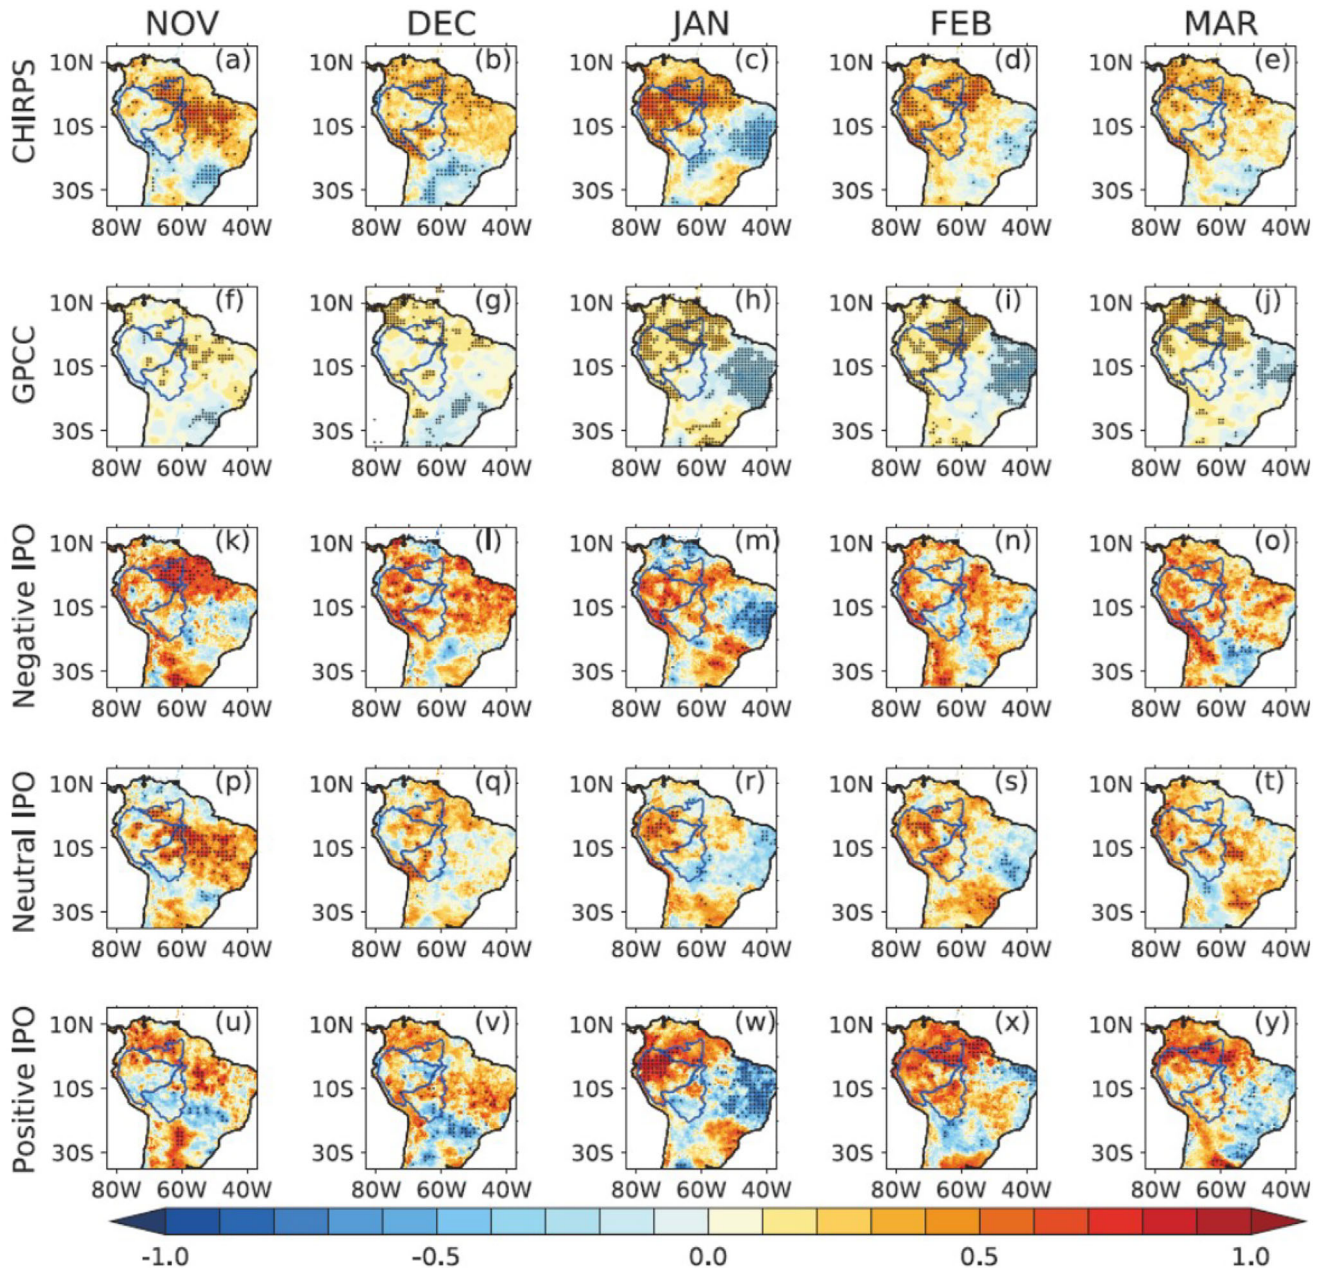 NOV DEC JAN FEB MAR
CHIRPS
10N (a) (b) (c) (d) (e)
10N 10N 10N 10N
10S 10S 10S 10S 10S
30S 30S 30S 30S 30S
80W 60W 40W 80W 60W 40W 80W 60W 40W 80W 60W 40W 80W 60W 40W
GPCC
10N (f) 10N (g) 10N (h) 10N (i) 10N (j)
10S 10S 10S 10S 10S
30S 30S 30S 30S 30S
80W 60W 40W 80W 60W 40W 80W 60W 40W 80W 60W 40W 80W 60W 40W
Negative IPO
10N (k) 10N (l) 10N (m) 10N (n) 10N (o)
10S 10S 10S 10S 10S
30S 30S 30S 30S 30S
80W 60W 40W 80W 60W 40W 80W 60W 40W 80W 60W 40W 80W 60W 40W
Neutral IPO
10N (p) 10N (q) 10N (r) 10N (s) 10N (t)
10S 10S 10S 10S 10S
30S 30S 30S 30S 30S
80W 60W 40W 80W 60W 40W 80W 60W 40W 80W 60W 40W 80W 60W 40W
Positive IPO
10N (u) 10N (v) 10N (w) 10N (x) 10N (y)
10S 10S 10S 10S 10S
30S 30S 30S 30S 30S
80W 60W 40W 80W 60W 40W 80W 60W 40W 80W 60W 40W 80W 60W 40W
-1.0 -0.5 0.0 0.5 1.0